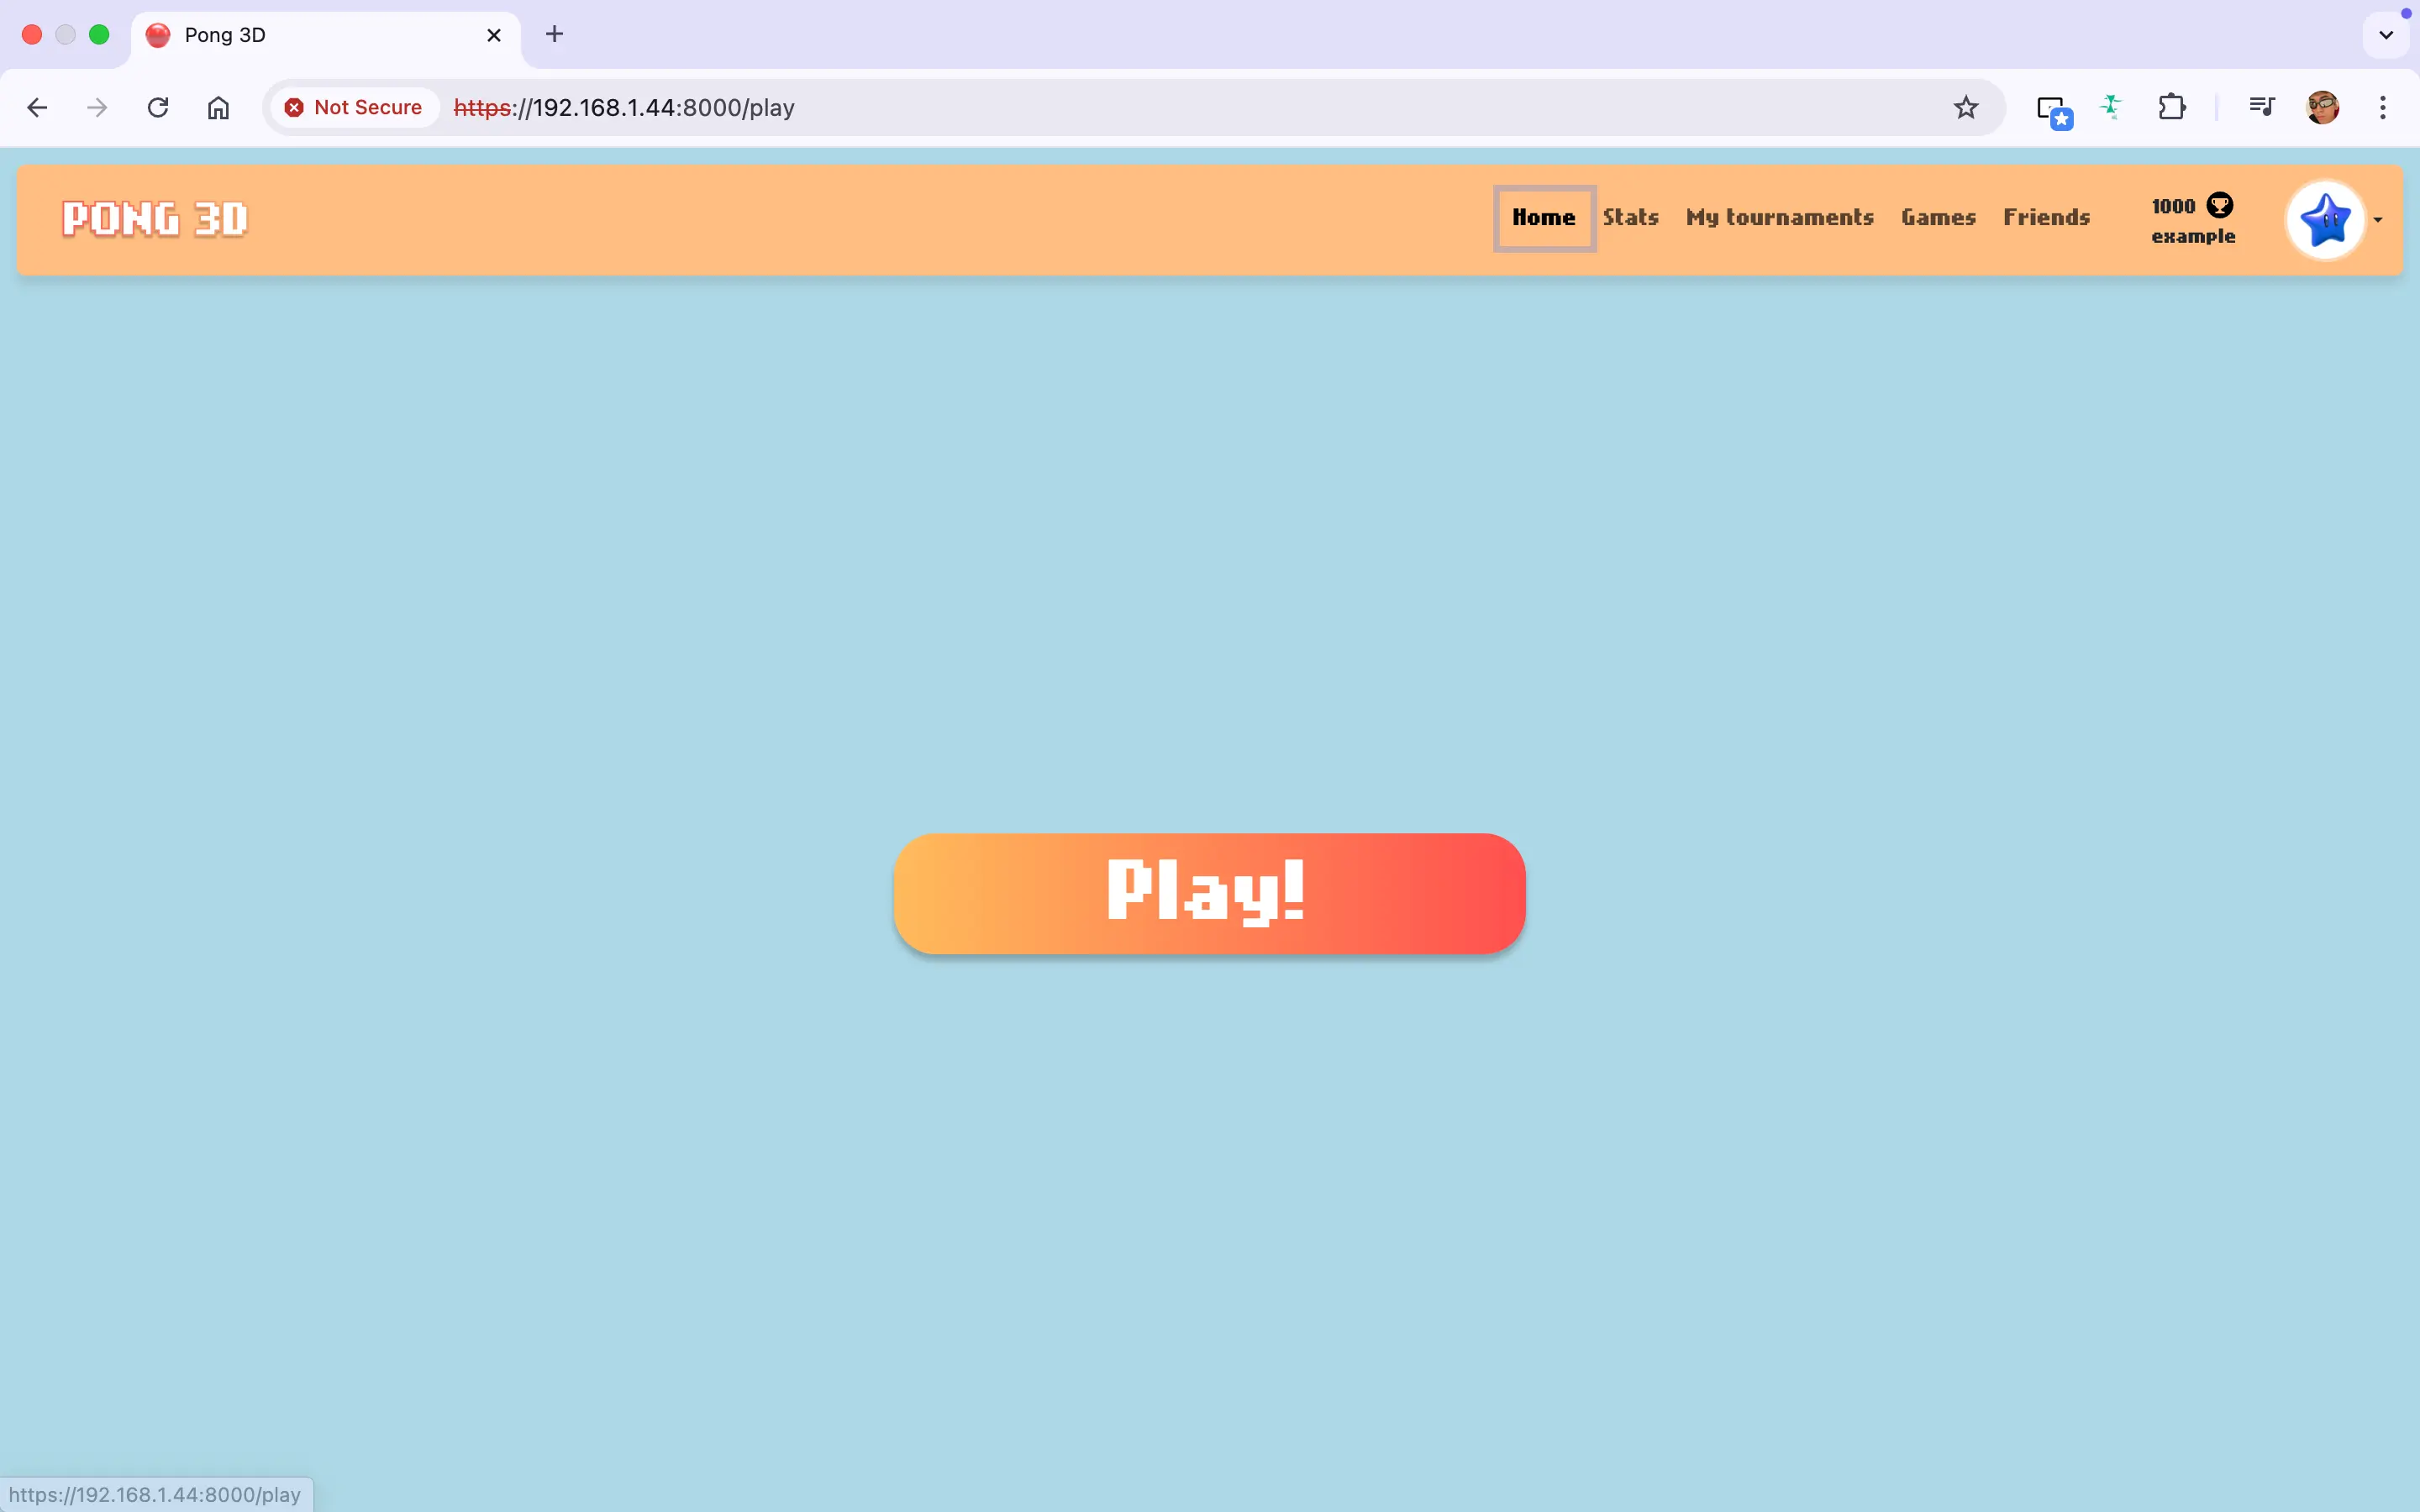 Pong 3D
Not Secure https://192.168.1.44:8000/play
PONG 3D
Home Stats My tournaments Games Friends
1000
example
Play!
https://192.168.1.44:8000/play